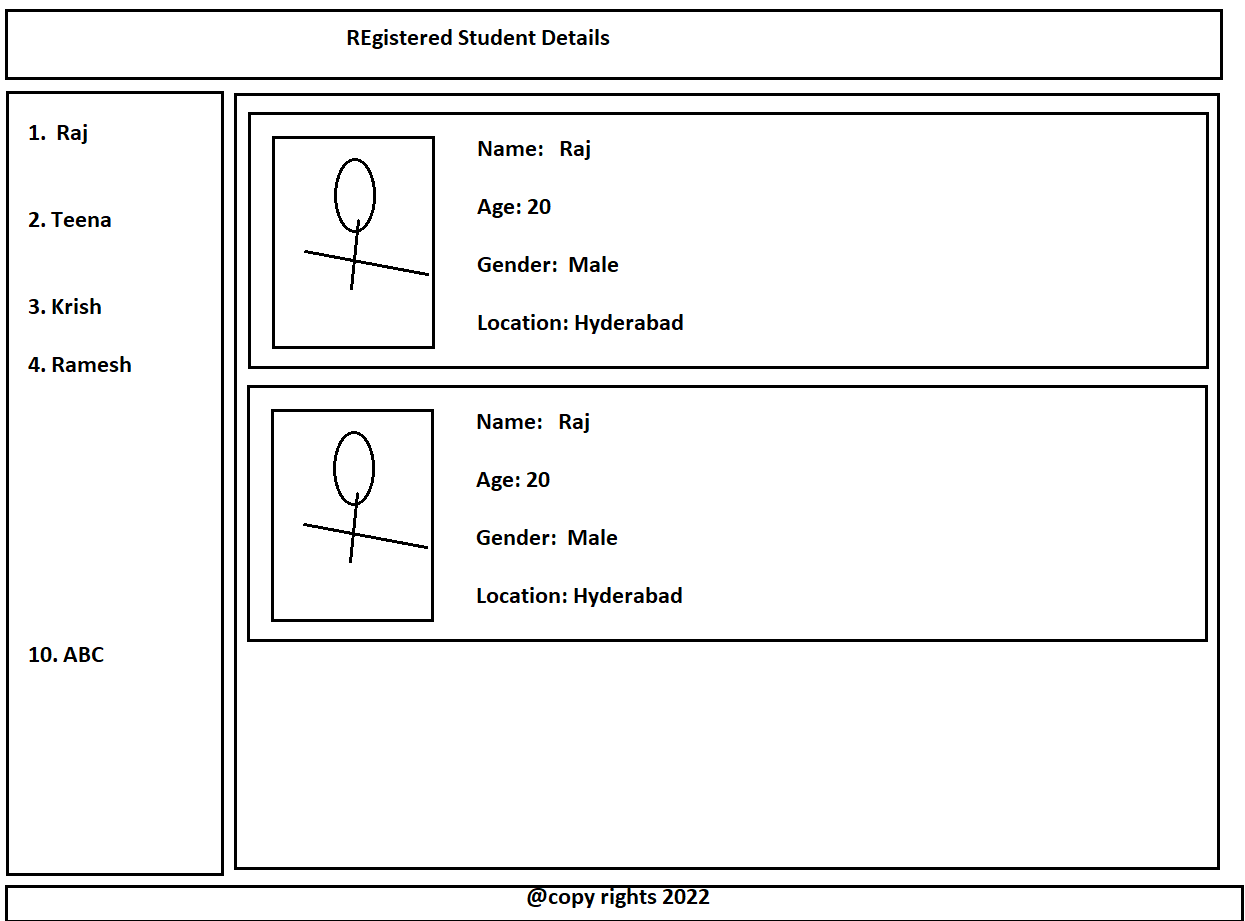 REgistered Student Details
1.  Raj
2. Teena
3. Krish
4. Ramesh
10. ABC
Name:   Raj
Age: 20
Gender:  Male
Location: Hyderabad
Name:   Raj
Age: 20
Gender:  Male
Location: Hyderabad
@copy rights 2022